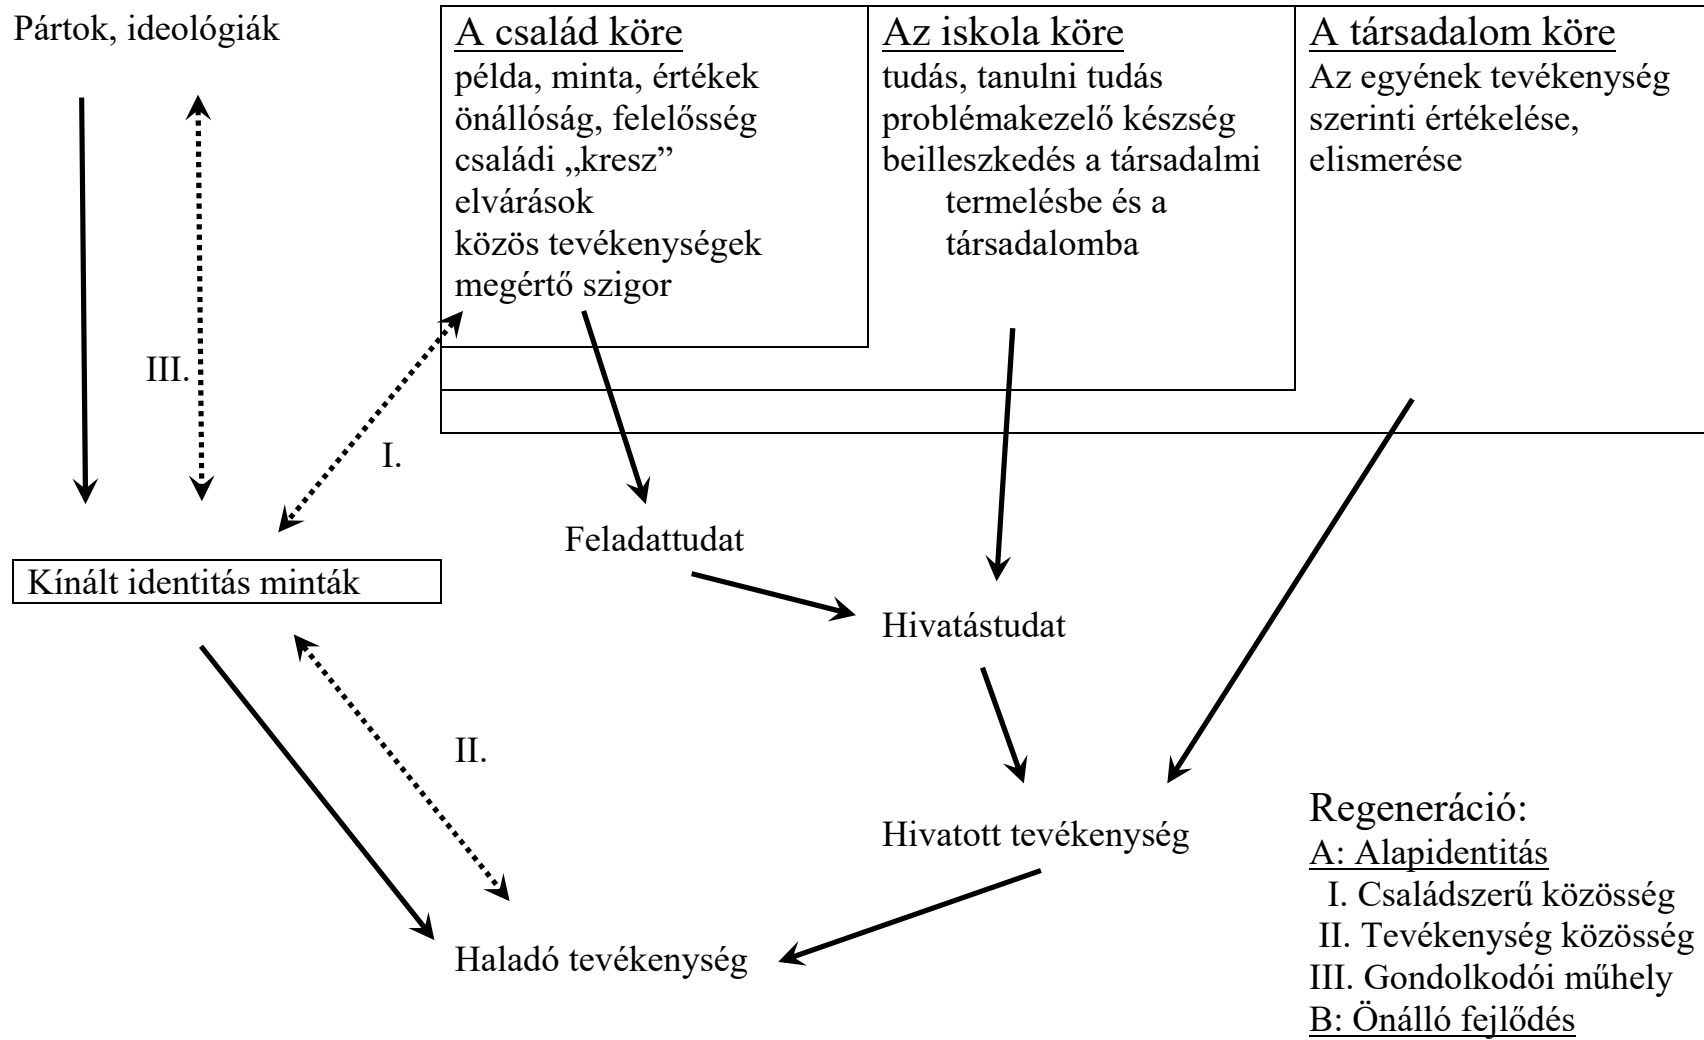 Pártok, ideológiák
A család köre
példa, minta, értékek
önállóság, felelősség
családi „kresz”
elvárások
közös tevékenységek
megértő szigor
Az iskola köre
tudás, tanulni tudás
problémakezelő készség
beilleszkedés a társadalmi
termelésbe és a
társadalomba
A társadalom köre
Az egyének tevékenység
szerinti értékelése,
elismerése
III.
I.
Feladattudat
Kínált identitás minták
Hivatástudat
II.
Hivatott tevékenység
Haladó tevékenység
Regeneráció:
A: Alapidentitás
I. Családszerű közösség
II. Tevékenység közösség
III. Gondolkodói műhely
B: Önálló fejlődés